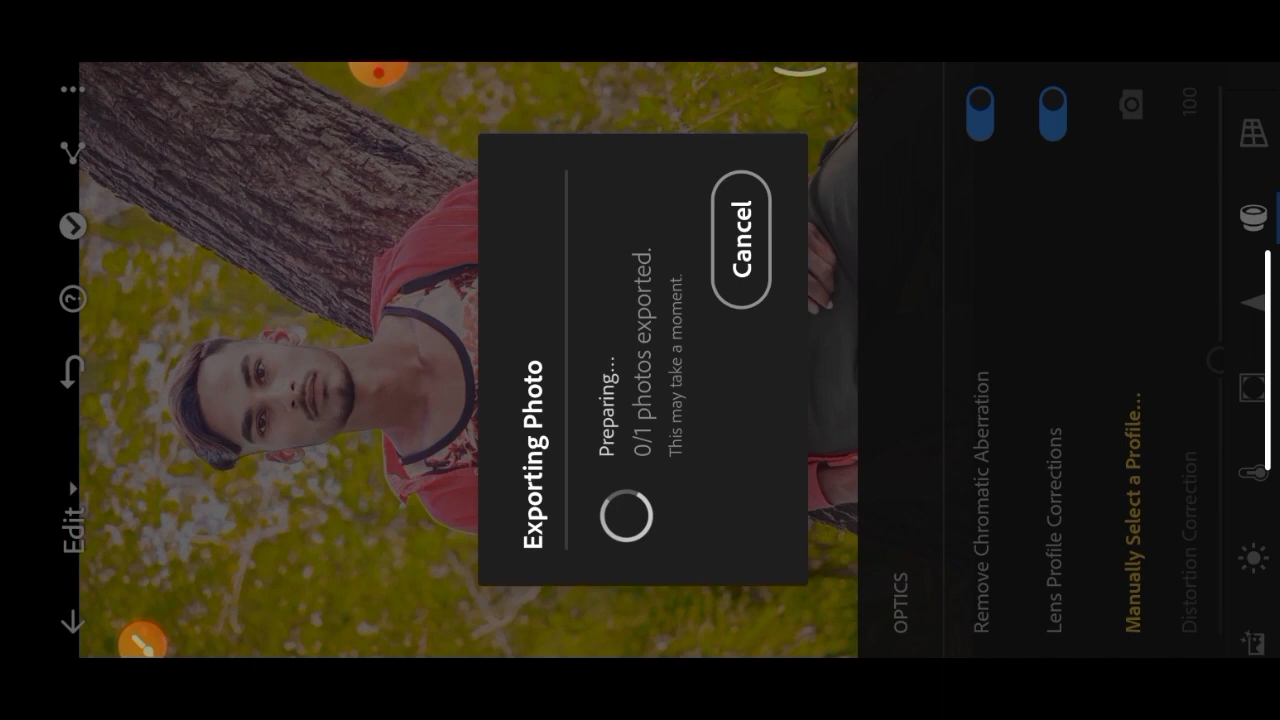 Edit
Exporting Photo
Preparing...
0/1 photos exported.
This may take a moment.
Cancel
OPTICS
Remove Chromatic Aberration
Lens Profile Corrections
Manually Select a Profile...
Distortion Correction 100